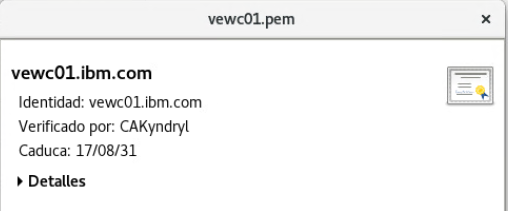 vewc01.pem
vewc01.ibm.com
Identidad: vewc01.ibm.com
Verificado por: CAKyndryl
Caduca: 17/08/31
Detalles